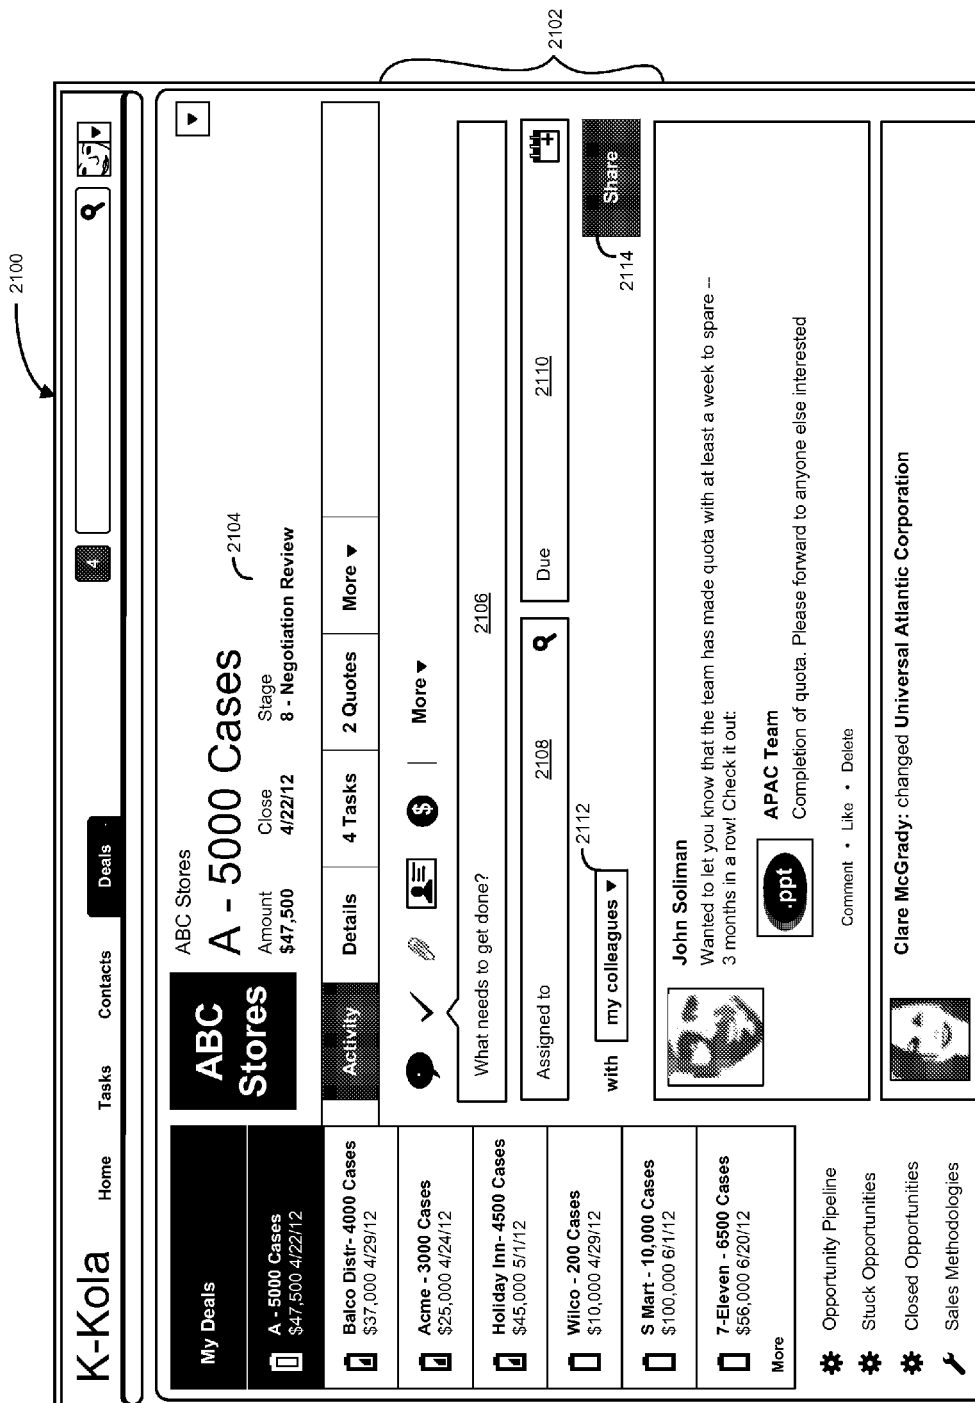 2100
K-Kola
Home
Tasks
Contacts
Deals
4
2102
My Deals
A - 5000 Cases
$47,500 4/22/12
Balco Distr- 4000 Cases
$37,000 4/29/12
Acme - 3000 Cases
$25,000 4/24/12
Holiday Inn- 4500 Cases
$45,000 5/1/12
Wilco - 200 Cases
$10,000 4/29/12
S Mart - 10,000 Cases
$100,000 6/1/12
7-Eleven - 6500 Cases
$56,000 6/20/12
More
Opportunity Pipeline
Stuck Opportunities
Closed Opportunities
Sales Methodologies
ABC
Stores
ABC Stores
A - 5000 Cases
2104
Amount Close Stage
$47,500 4/22/12 8 - Negotiation Review
Activity Details 4 Tasks 2 Quotes More
$ More
What needs to get done? 2106
Assigned to 2108
Due 2110
with my colleagues 2112
Share
2114
John Soliman
Wanted to let you know that the team has made quota with at least a week to spare --
3 months in a row! Check it out:
.ppt
APAC Team
Completion of quota. Please forward to anyone else interested
Comment • Like • Delete
Clare McGrady: changed Universal Atlantic Corporation